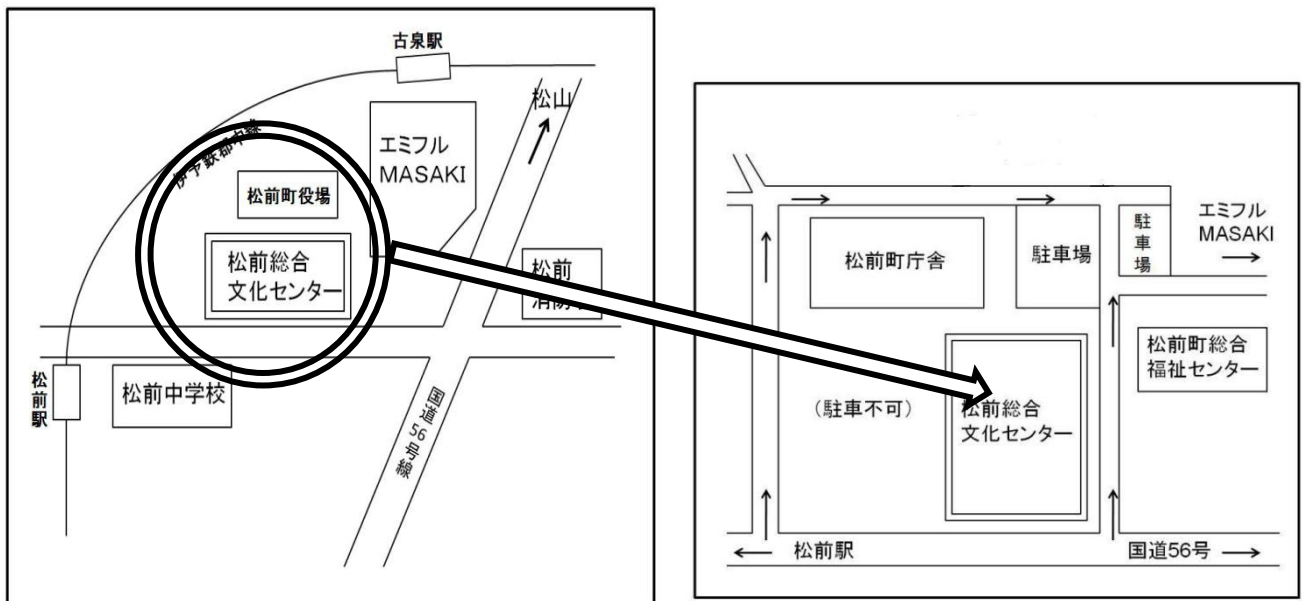 古泉駅
松山
伊予鉄郡中線
エミフル
MASAKI
松前町役場
松前総合
文化センター
松前
松前駅
松前中学校
国道56号線
エミフル
MASAKI
松前町庁舎
駐車場
駐車場
松前町総合
福祉センター
（駐車不可）
松前総合
文化センター
松前駅
国道56号